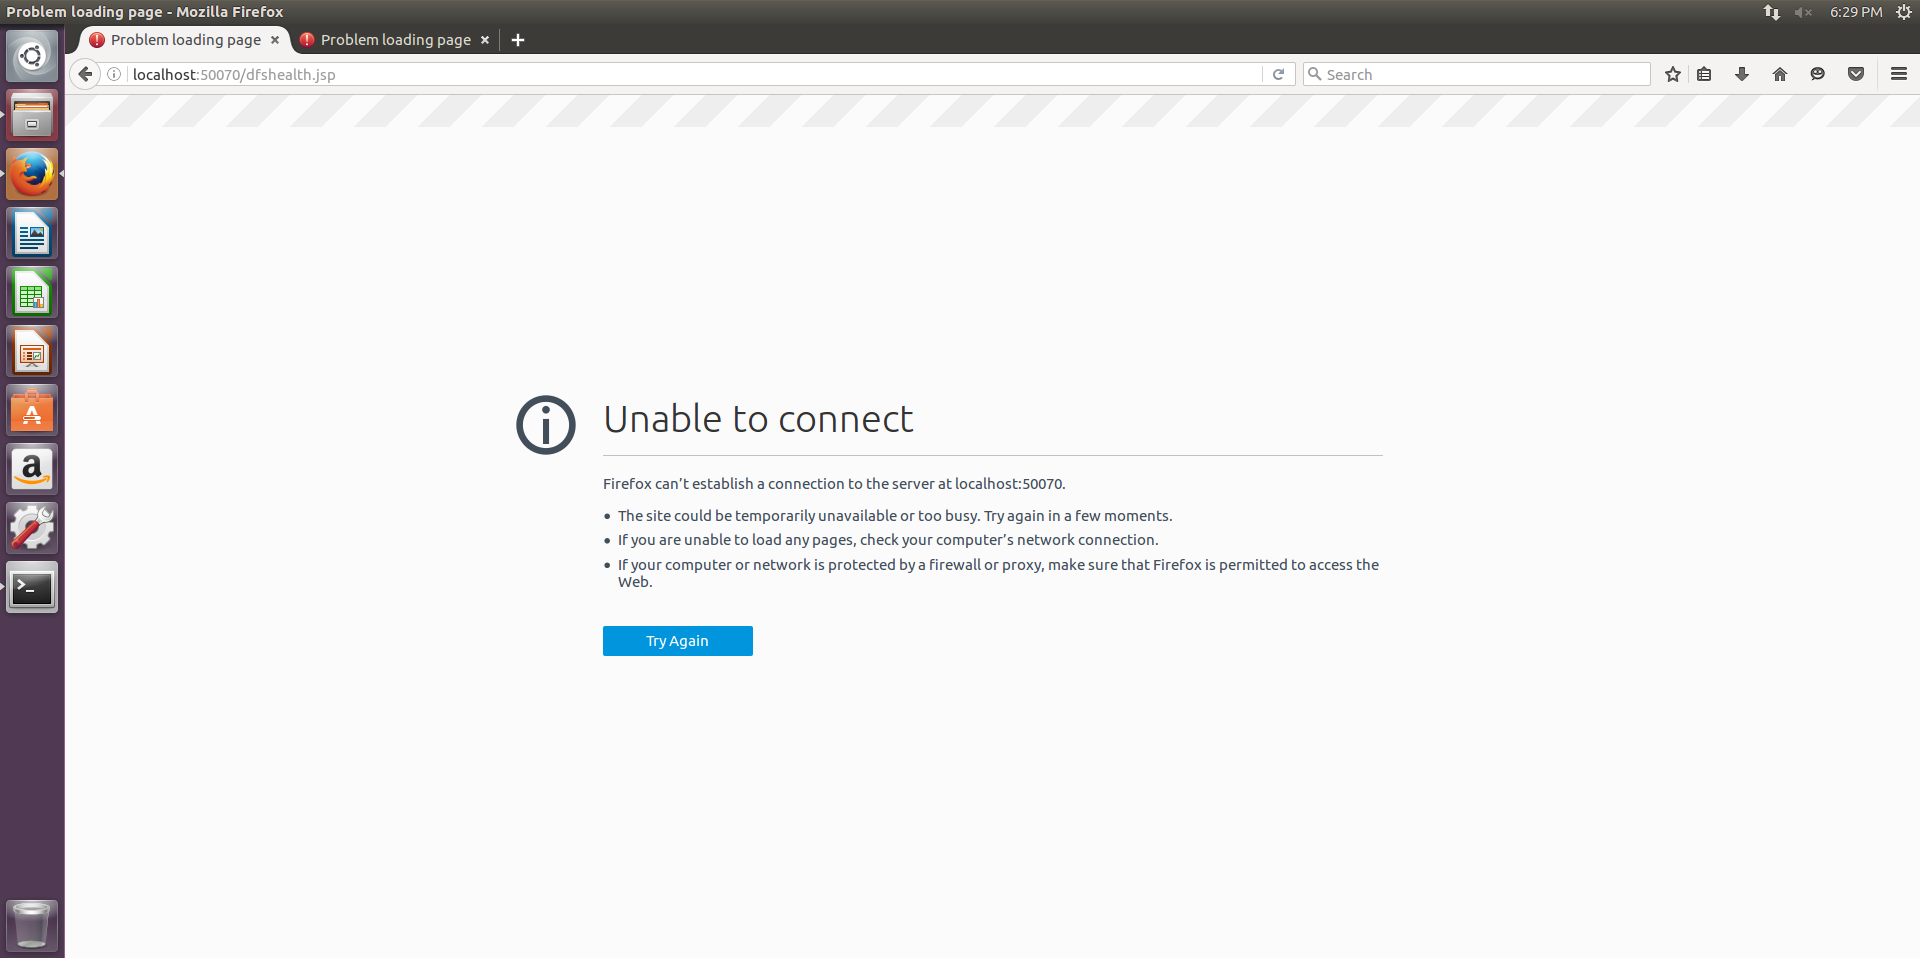 Problem loading page - Mozilla Firefox
6:29 PM
Problem loading page
Problem loading page
localhost:50070/dfshealth.jsp
Search
Unable to connect
Firefox can’t establish a connection to the server at localhost:50070.
The site could be temporarily unavailable or too busy. Try again in a few moments.
If you are unable to load any pages, check your computer’s network connection.
If your computer or network is protected by a firewall or proxy, make sure that Firefox is permitted to access the
Web.
Try Again